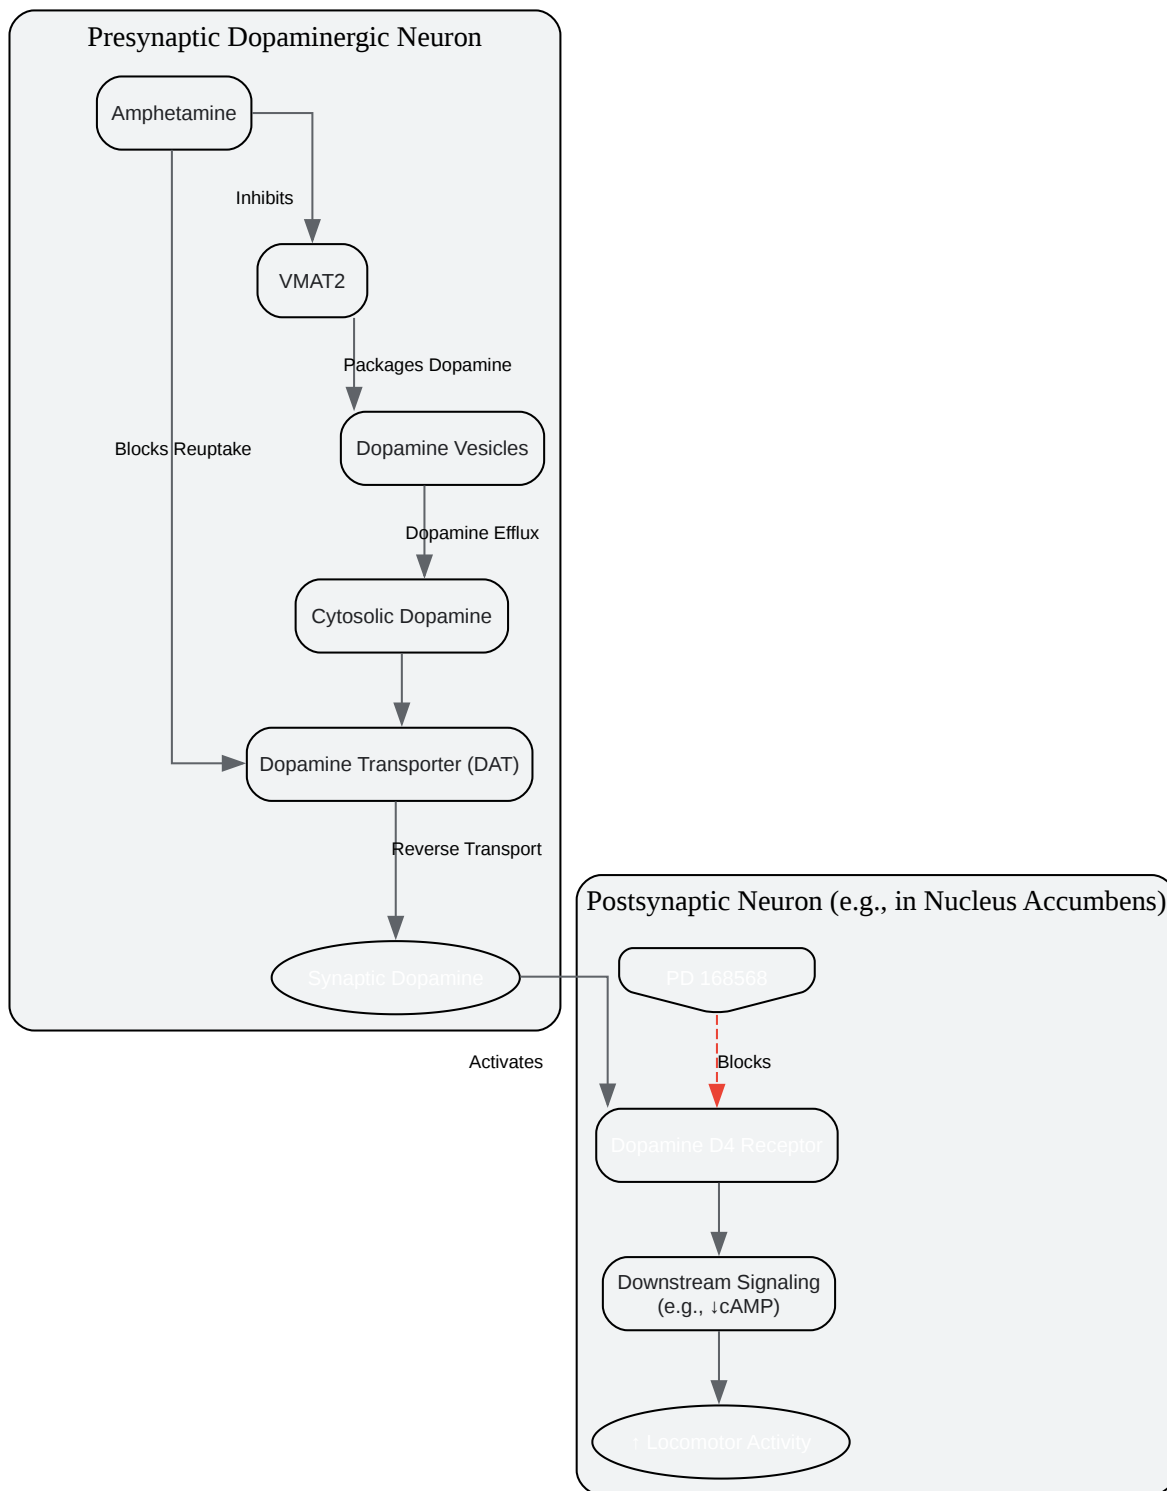 Presynaptic Dopaminergic Neuron
Amphetamine
Inhibits
VMAT2
Packages Dopamine
Dopamine Vesicles
Blocks Reuptake
Dopamine Efflux
Cytosolic Dopamine
Dopamine Transporter (DAT)
Reverse Transport
Synaptic Dopamine
Postsynaptic Neuron (e.g., in Nucleus Accumbens)
PD 168568
Activates
Blocks
Dopamine D4 Receptor
Downstream Signaling
(e.g., ↓cAMP)
↑ Locomotor Activity